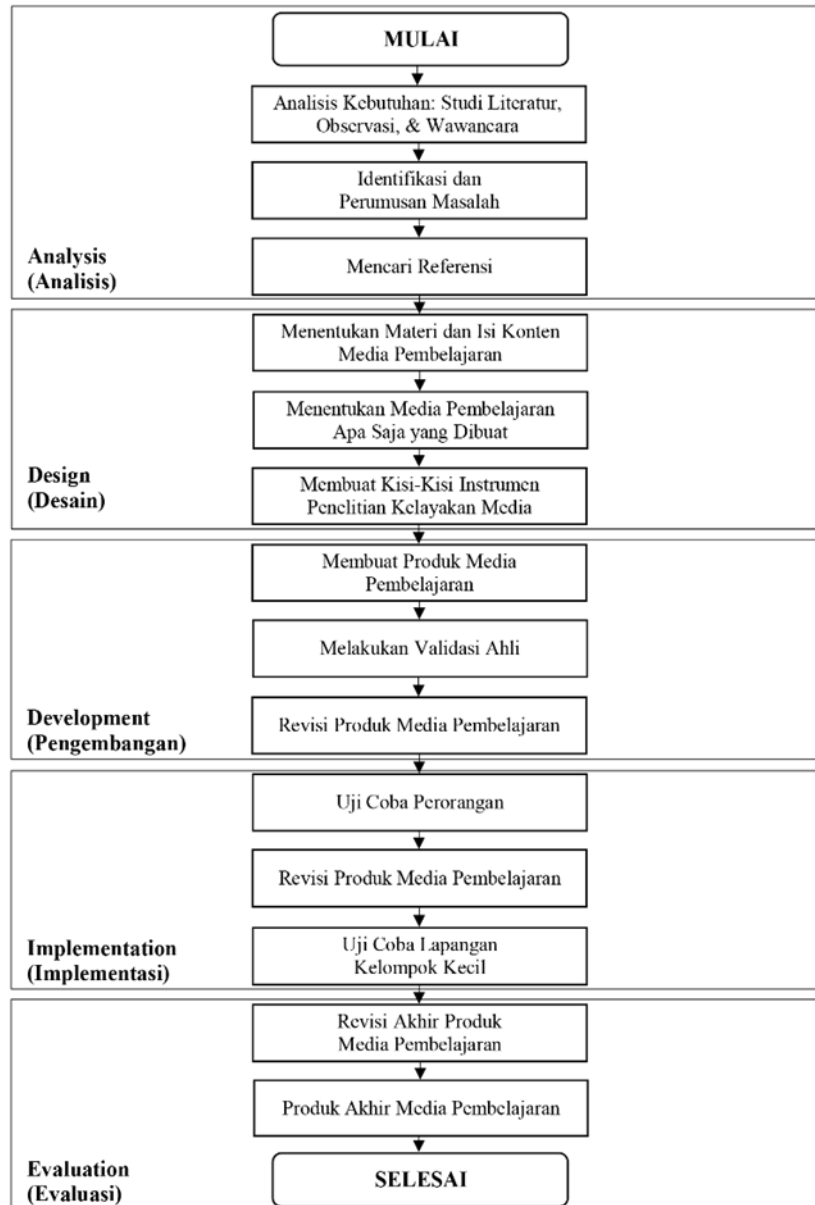 MULAI
Analisis Kebutuhan: Studi Literatur,
Observasi, & Wawancara
Identifikasi dan
Perumusan Masalah
Mencari Referensi
Analysis
(Analisis)
Menentukan Materi dan Isi Konten
Media Pembelajaran
Menentukan Media Pembelajaran
Apa Saja yang Dibuat
Membuat Kisi-Kisi Instrumen
Penelitian Kelayakan Media
Design
(Desain)
Membuat Produk Media
Pembelajaran
Melakukan Validasi Ahli
Revisi Produk Media Pembelajaran
Development
(Pengembangan)
Uji Coba Perorangan
Revisi Produk Media Pembelajaran
Uji Coba Lapangan
Kelompok Kecil
Implementation
(Implementasi)
Revisi Akhir Produk
Media Pembelajaran
Produk Akhir Media Pembelajaran
SELESAI
Evaluation
(Evaluasi)